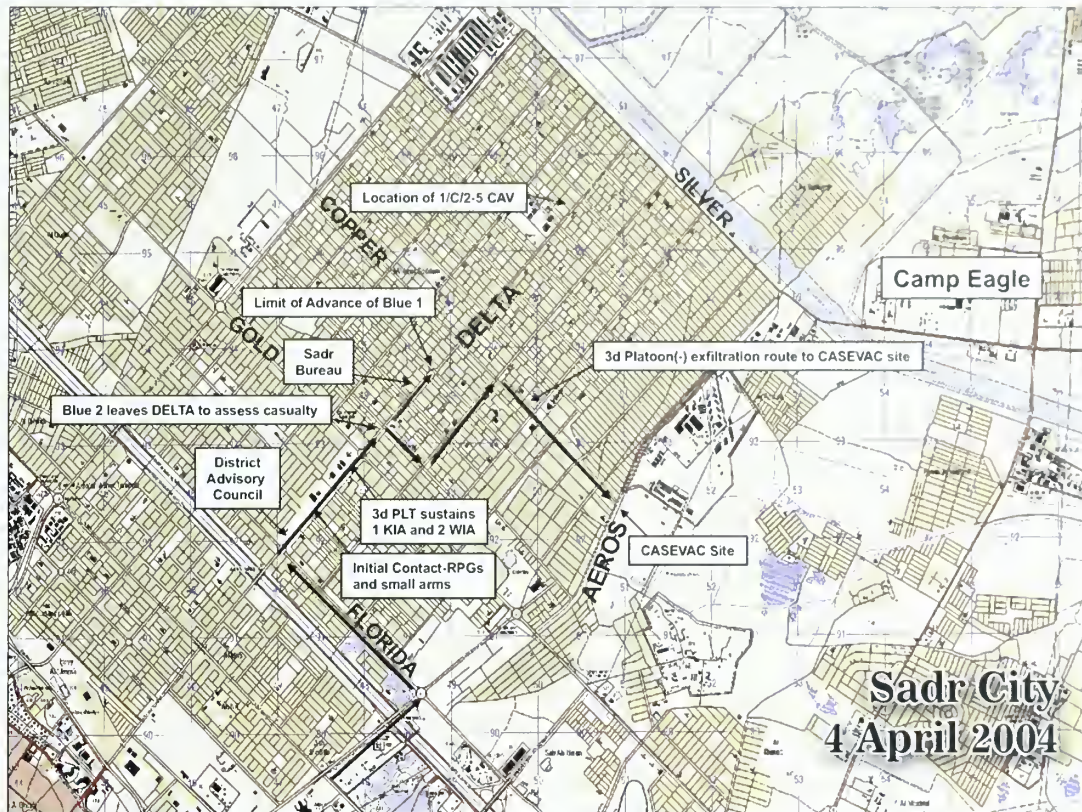 SILVER
Location of 1/C/2-5 CAV
COPPER
Camp Eagle
Limit of Advance of Blue 1
DELTA
GOLD
Sadr
Bureau
3d Platoon(-) exfiltration route to CASEVAC site
Blue 2 leaves DELTA to assess casualty
District
Advisory
Council
3d PLT sustains
1 KIA and 2 WIA
CASEVAC Site
Initial Contact-RPGs
and small arms
AEROS
FLORIDA
Sadr City
4 April 2004